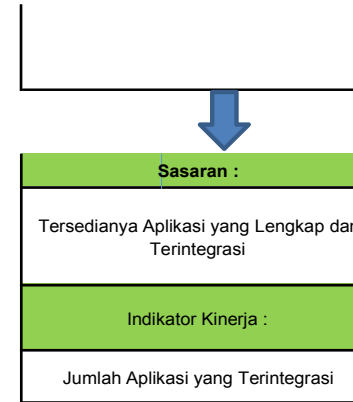 Sasaran :
Tersedianya Aplikasi yang Lengkap dan
Terintegrasi
Indikator Kinerja :
Jumlah Aplikasi yang Terintegrasi